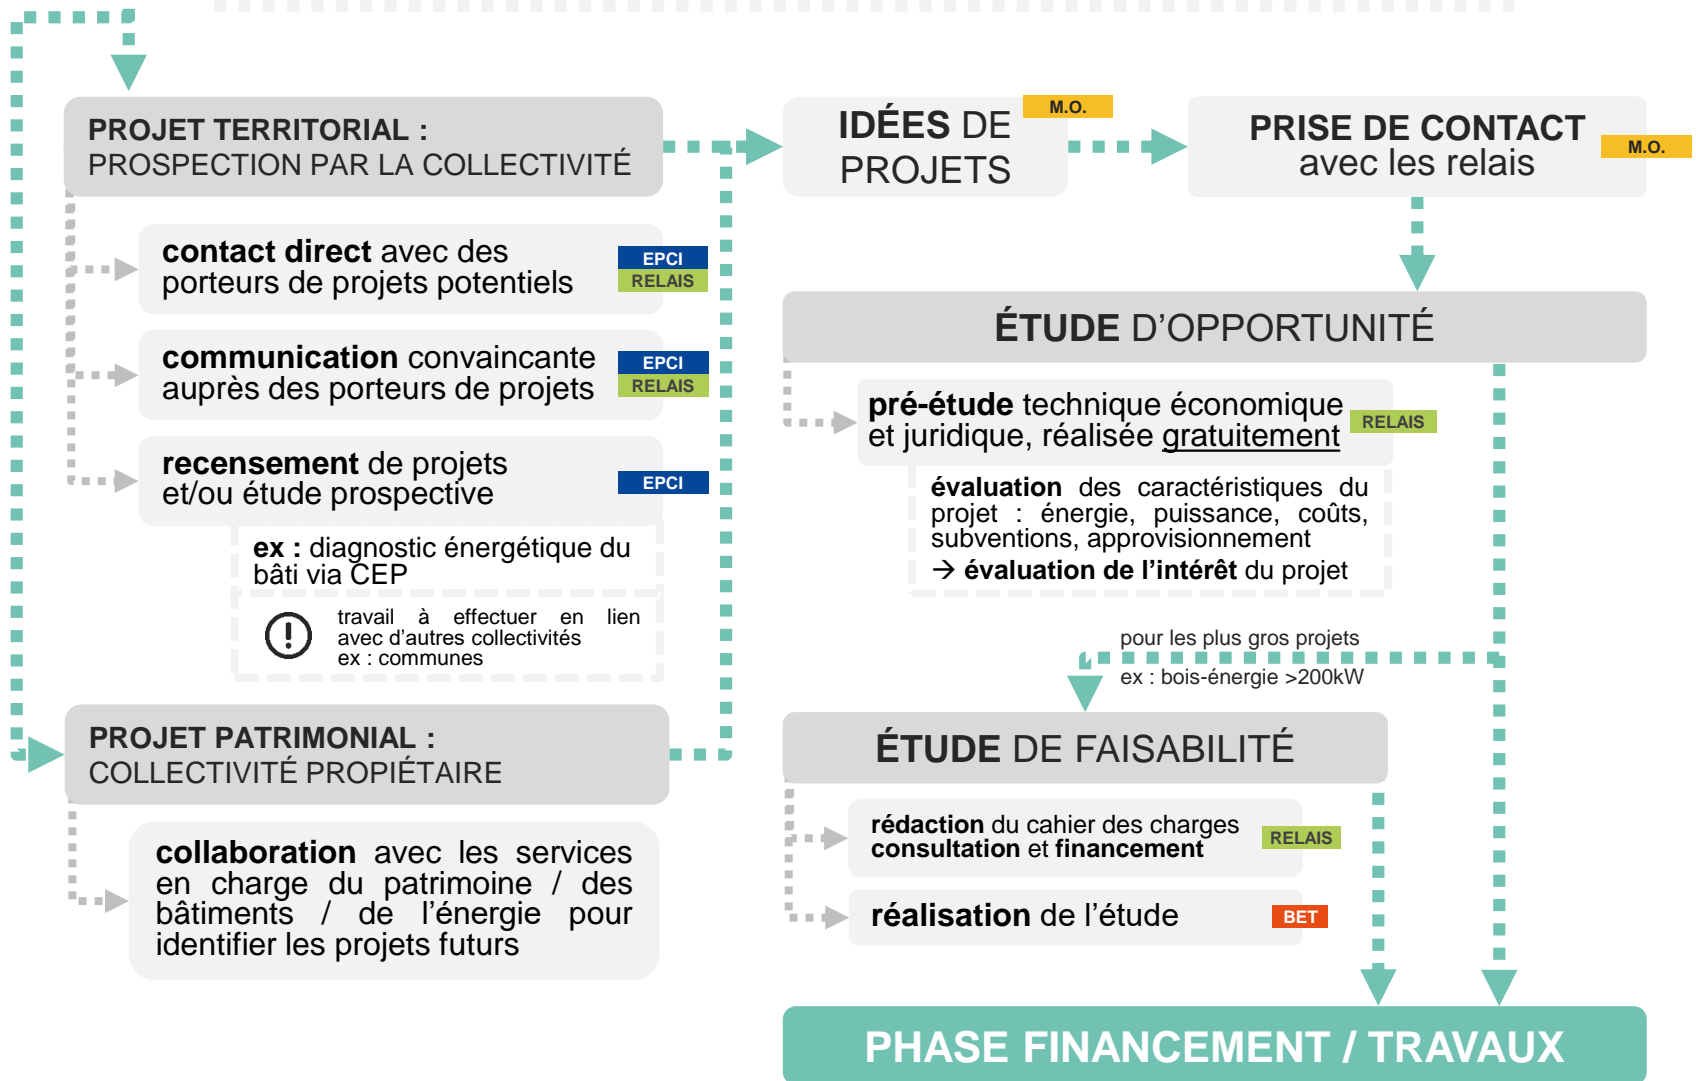 PROJET TERRITORIAL :
PROSPECTION PAR LA COLLECTIVITÉ
contact direct avec des
porteurs de projets potentiels
EPCI
RELAIS
communication convaincante
auprès des porteurs de projets
EPCI
RELAIS
recensement de projets
et/ou étude prospective
EPCI
ex : diagnostic énergétique du
bâti via CEP
travail à effectuer en lien
avec d'autres collectivités
ex : communes
PROJET PATRIMONIAL :
COLLECTIVITÉ PROPIÉTAIRE
collaboration avec les services
en charge du patrimoine / des
bâtiments / de l'énergie pour
identifier les projets futurs
IDÉES DE
PROJETS
M.O.
PRISE DE CONTACT
avec les relais
M.O.
ÉTUDE D'OPPORTUNITÉ
pré-étude technique économique
et juridique, réalisée gratuitement
RELAIS
évaluation des caractéristiques du
projet : énergie, puissance, coûts,
subventions, approvisionnement
→ évaluation de l'intérêt du projet
pour les plus gros projets
ex : bois-énergie >200kW
ÉTUDE DE FAISABILITÉ
rédaction du cahier des charges
consultation et financement
RELAIS
réalisation de l'étude
BET
PHASE FINANCEMENT / TRAVAUX